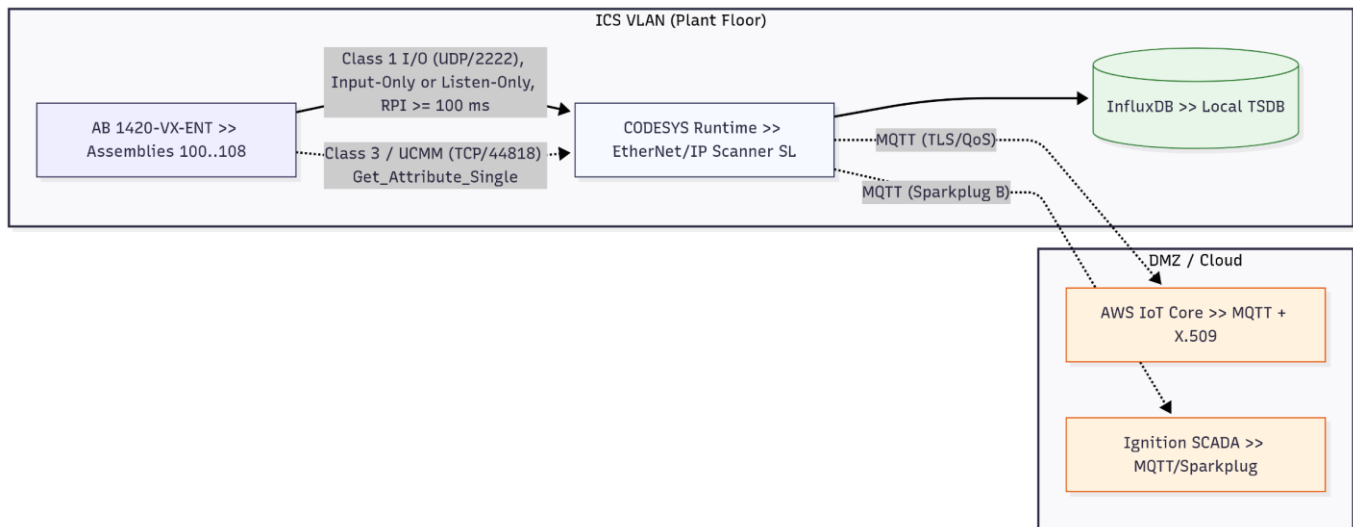 ICS VLAN (Plant Floor)
Class 1 I/O (UDP/2222),
Input-Only or Listen-Only,
RPI >= 100 ms
AB 1420-VX-ENT >>
Assemblies 100..108
Class 3 / UCMM (TCP/44818)
Get_Attribute_Single
CODESYS Runtime >>
EtherNet/IP Scanner SL
InfluxDB >> Local TSDB
MQTT (TLS/QoS)
MQTT (Sparkplug B)
DMZ / Cloud
AWS IoT Core >> MQTT +
X.509
Ignition SCADA >>
MQTT/Sparkplug